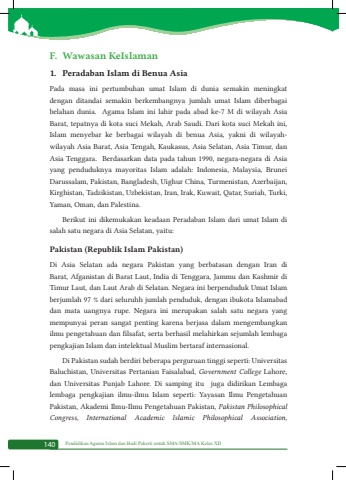 F. Wawasan KeIslaman
1. Peradaban Islam di Benua Asia
Pada masa ini pertumbuhan umat Islam di dunia semakin meningkat
dengan ditandai semakin berkembangnya jumlah umat Islam diberbagai
belahan dunia. Agama Islam ini lahir pada abad ke-7 M di wilayah Asia
Barat, tepatnya di kota suci Mekah, Arab Saudi. Dari kota suci Mekah ini,
Islam menyebar ke berbagai wilayah di benua Asia, yakni di wilayah-
wilayah Asia Barat, Asia Tengah, Kaukasus, Asia Selatan, Asia Timur, dan
Asia Tenggara. Berdasarkan data pada tahun 1990, negara-negara di Asia
yang penduduknya mayoritas Islam adalah: Indonesia, Malaysia, Brunei
Darussalam, Pakistan, Bangladesh, Uighur China, Turmenistan, Azerbaijan,
Kirghistan, Tadzikistan, Uzbekistan, Iran, Irak, Kuwait, Qatar, Suriah, Turki,
Yaman, Oman, dan Palestina.
Berikut ini dikemukakan keadaan Peradaban Islam dari umat Islam di
salah satu negara di Asia Selatan, yaitu:
Pakistan (Republik Islam Pakistan)
Di Asia Selatan ada negara Pakistan yang berbatasan dengan Iran di
Barat, Afganistan di Barat Laut, India di Tenggara, Jammu dan Kashmir di
Timur Laut, dan Laut Arab di Selatan. Negara ini berpenduduk Umat Islam
berjumlah 97 % dari seluruhh jumlah penduduk, dengan ibukota Islamabad
dan mata uangnya rupe. Negara ini merupakan salah satu negara yang
mempunyai peran sangat penting karena berjasa dalam mengembangkan
ilmu pengetahuan dan filsafat, serta berhasil melahirkan sejumlah lembaga
pengkajian Islam dan intelektual Muslim bertaraf internasional.
Di Pakistan sudah berdiri beberapa perguruan tinggi seperti: Universitas
Baluchistan, Universitas Pertanian Faisalabad, Government College Lahore,
dan Universitas Punjab Lahore. Di samping itu juga didirikan Lembaga
lembaga pengkajian ilmu-ilmu Islam seperti: Yayasan Ilmu Pengetahuan
Pakistan, Akademi Ilmu-Ilmu Pengetahuan Pakistan, Pakistan Philosophical
Congress, International Academic Islamic Philosophical Association,
140 Pendidikan Agama Islam dan Budi Pekerti untuk SMA/SMK/MA Kelas XII